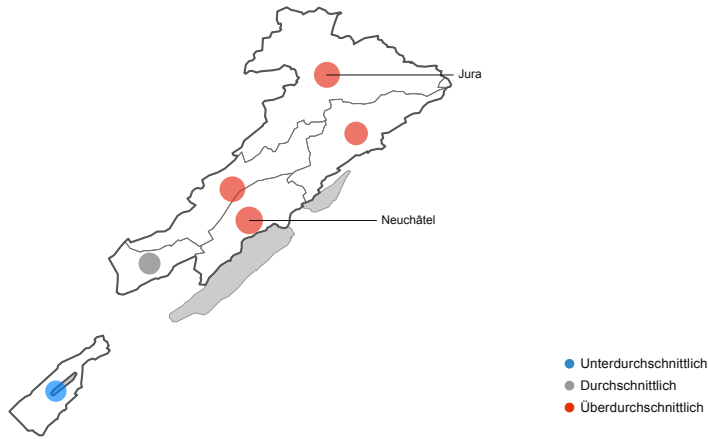 Jura
Neuchâtel
Unterdurchschnittlich
Durchschnittlich
Überdurchschnittlich